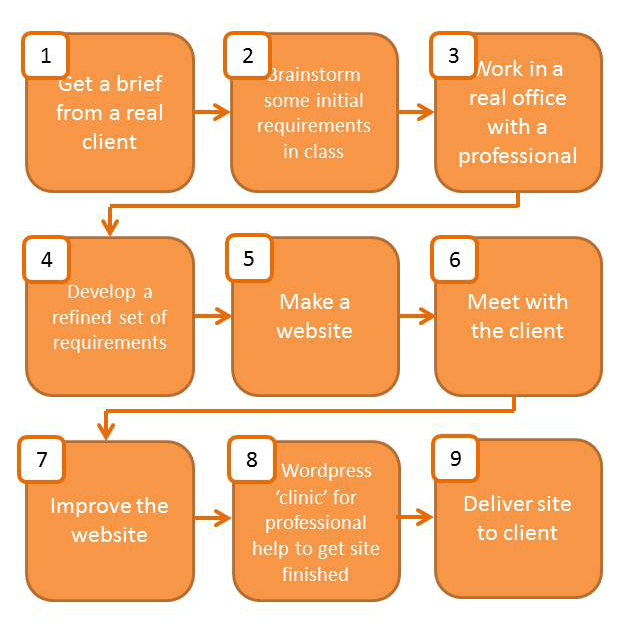 1
Get a brief
from a real
client
2
Brainstorm
some initial
requirements
in class
3
Work in a
real office
with a
professional
4
Develop a
refined set of
requirements
5
Make a
website
6
Meet with
the client
7
Improve the
website
8
Wordpress
‘clinic’ for
professional
help to get site
finished
9
Deliver site
to client